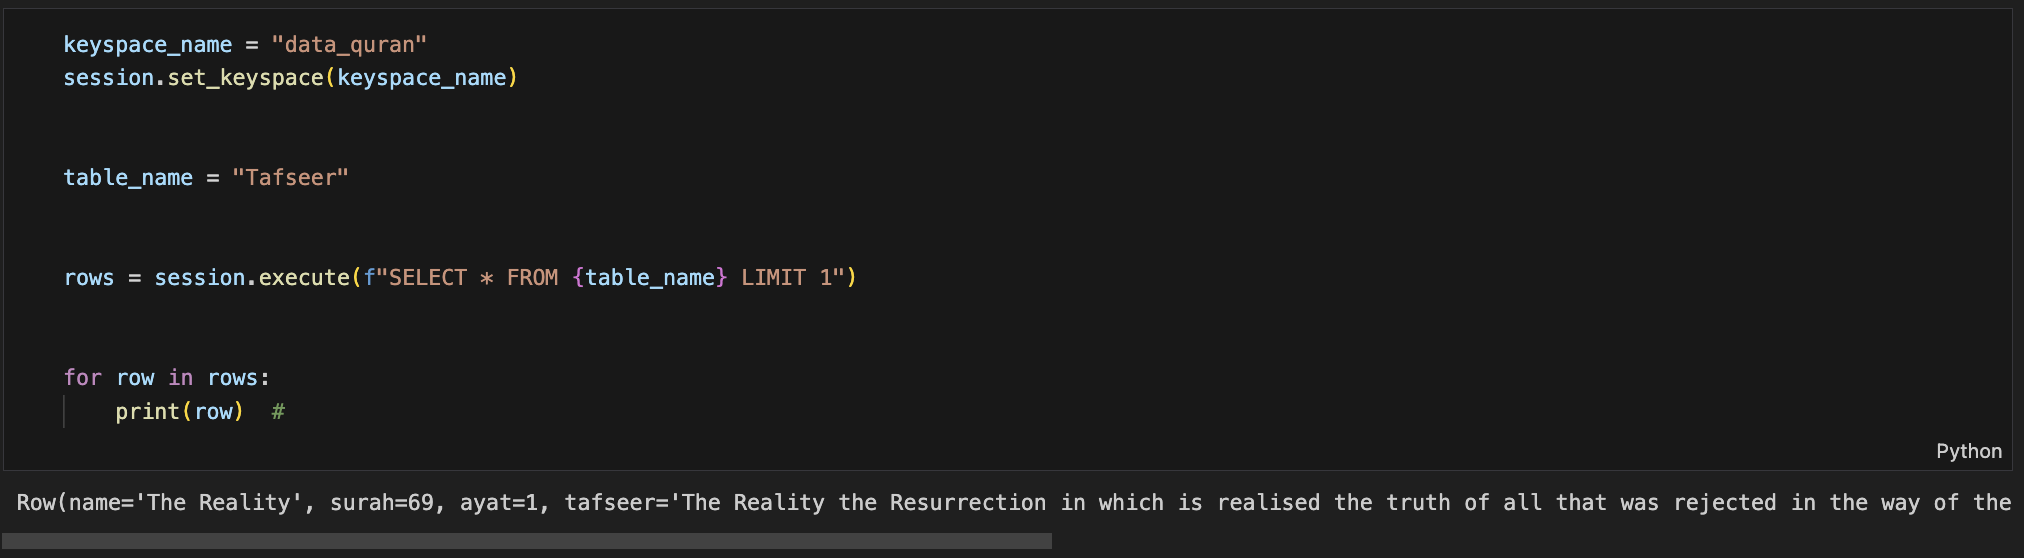 keyspace_name = "data_quran"
session.set_keyspace(keyspace_name)
table_name = "Tafseer"
rows = session.execute(f"SELECT * FROM {table_name} LIMIT 1")
for row in rows:
    print(row)  #
Python
Row(name='The Reality', surah=69, ayat=1, tafseer='The Reality the Resurrection in which is realised the truth of all that was rejected in the way of the